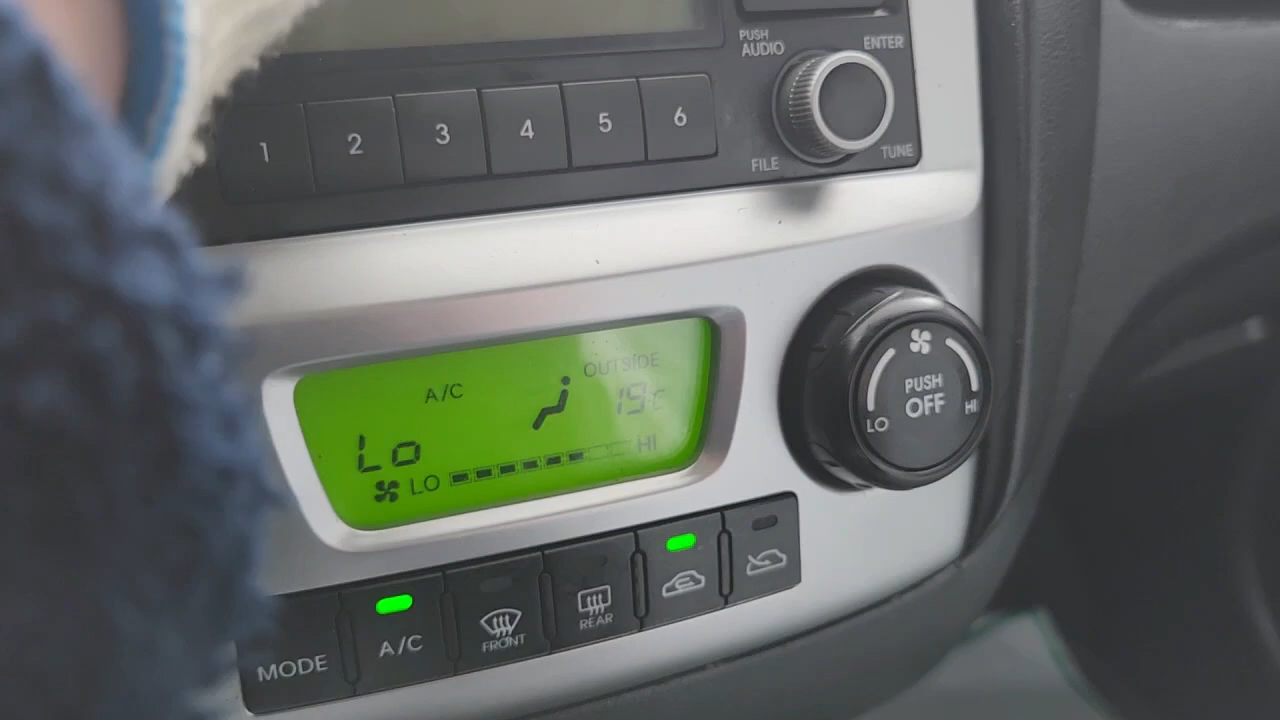 PUSH
AUDIO
ENTER
1 2 3 4 5 6
FILE
TUNE
OUTSIDE
A/C
19°C
Lo
LO HI
PUSH
OFF
LO HI
MODE
A/C
FRONT
REAR